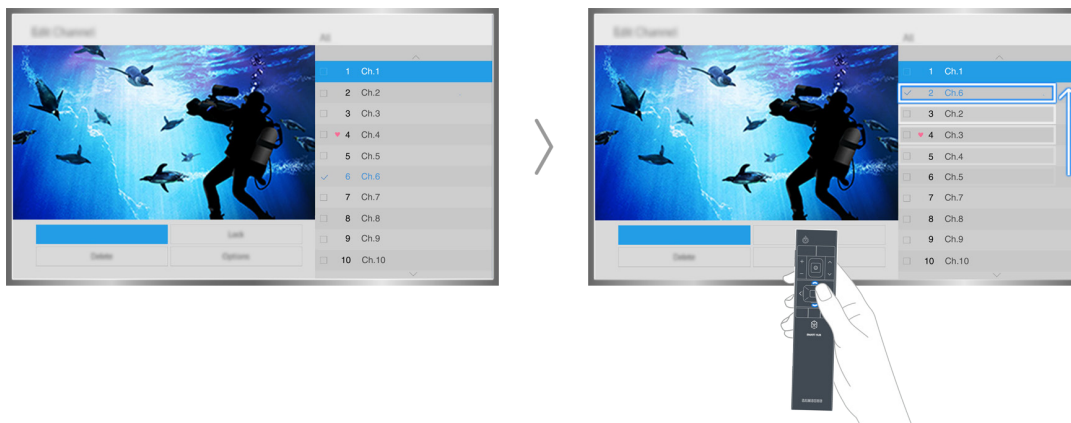 Edit Channel
All
1 Ch.1
2 Ch.2
3 Ch.3
4 Ch.4
5 Ch.5
6 Ch.6
7 Ch.7
8 Ch.8
9 Ch.9
10 Ch.10
Lock
Delete
Options
Edit Channel
All
1 Ch.1
2 Ch.6
3 Ch.2
4 Ch.3
5 Ch.4
6 Ch.5
7 Ch.7
8 Ch.8
9 Ch.9
10 Ch.10
Delete
SMART HUB
SAMSUNG